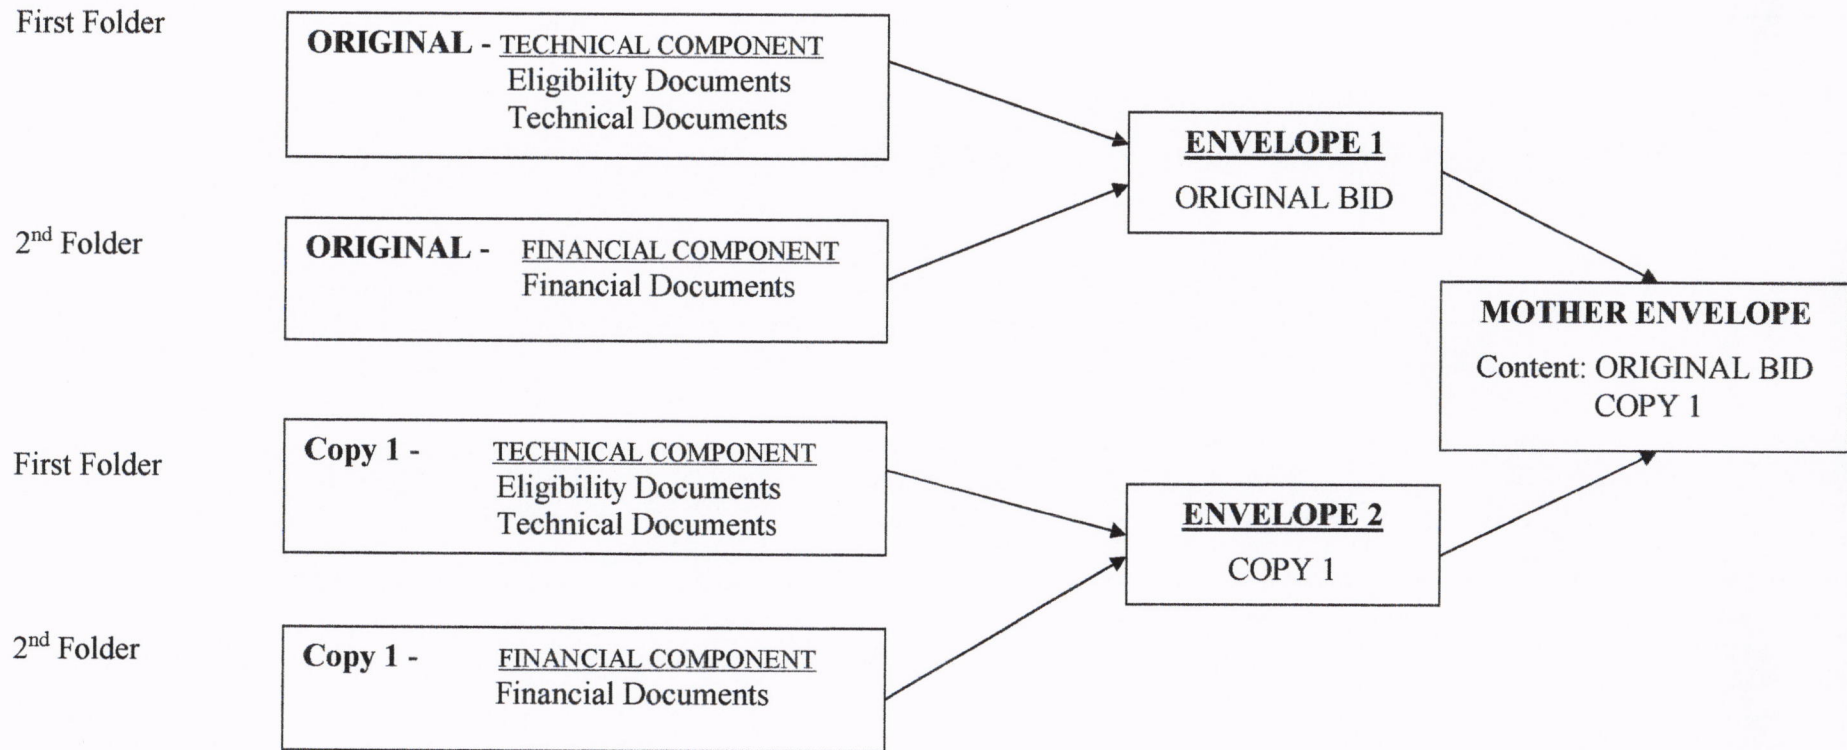 First Folder
ORIGINAL - TECHNICAL COMPONENT
Eligibility Documents
Technical Documents
2nd Folder
ORIGINAL - FINANCIAL COMPONENT
Financial Documents
ENVELOPE 1
ORIGINAL BID
MOTHER ENVELOPE
Content: ORIGINAL BID
COPY 1
First Folder
Copy 1 - TECHNICAL COMPONENT
Eligibility Documents
Technical Documents
2nd Folder
Copy 1 - FINANCIAL COMPONENT
Financial Documents
ENVELOPE 2
COPY 1